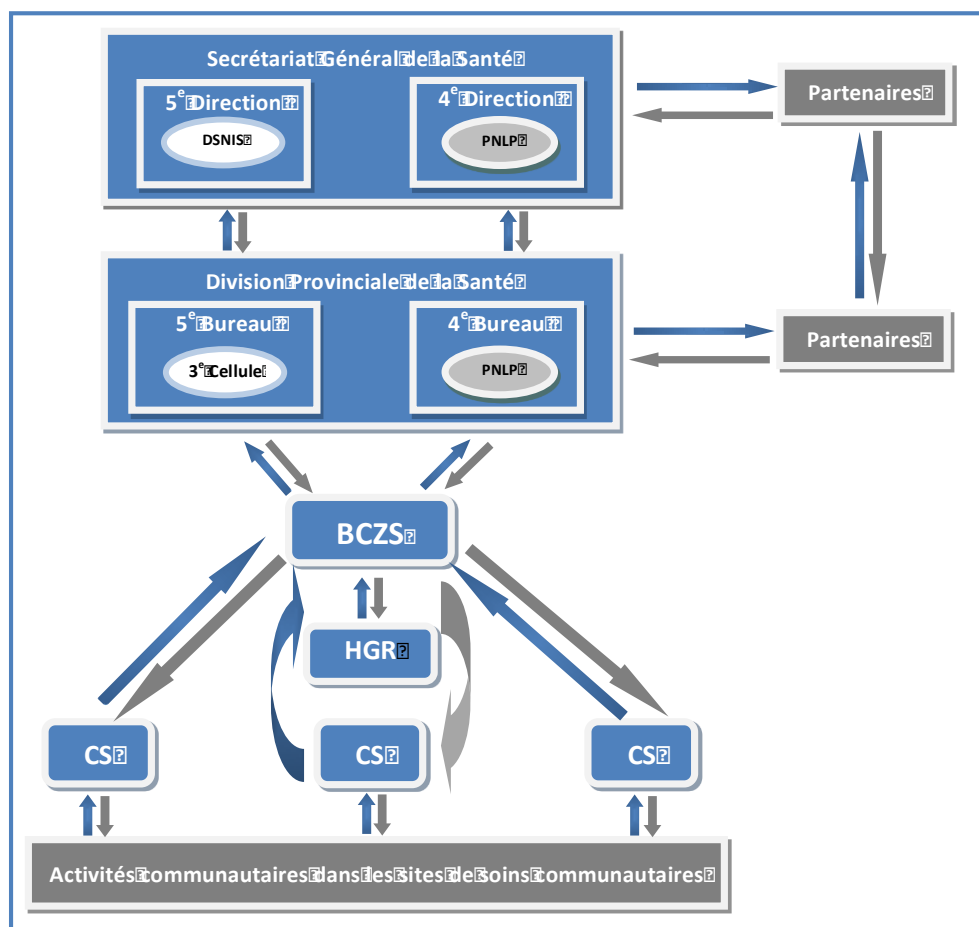 Secrétariat Général de la Santé
5e Direction
4e Direction
DSNIS
PNLP
Partenaires
Division Provinciale de la Santé
5e Bureau
4e Bureau
3e Cellule
PNLP
Partenaires
BCZS
HGR
CS
CS
CS
Activités communautaires dans les sites de soins communautaires